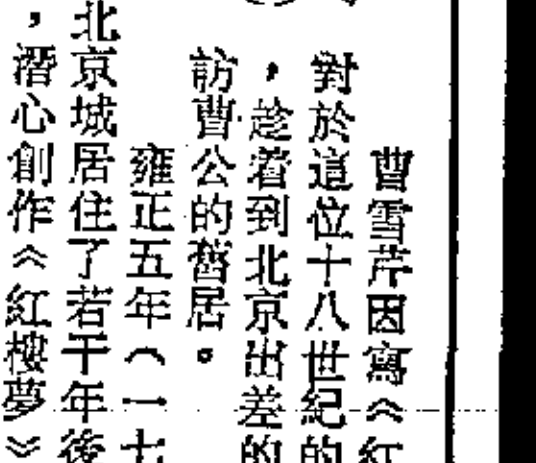 曹雪芹因寫《紅
對於這位十八世紀的
，趁着到北京出差的
訪曹公的舊居。
雍正五年（一七
北京城居住了若干年後
，潛心創作《紅樓夢》